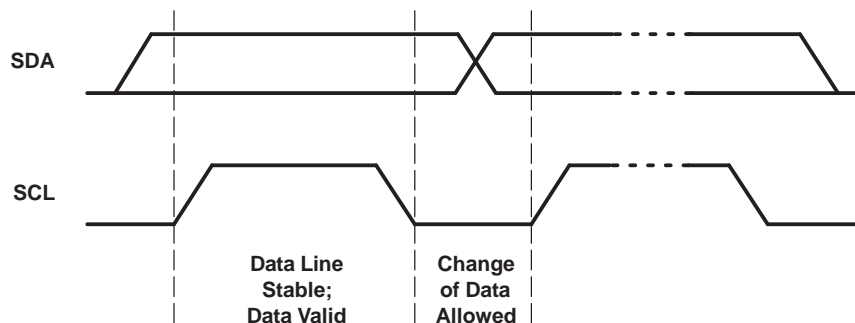 SDA
SCL
Data Line
Stable;
Data Valid
Change
of Data
Allowed